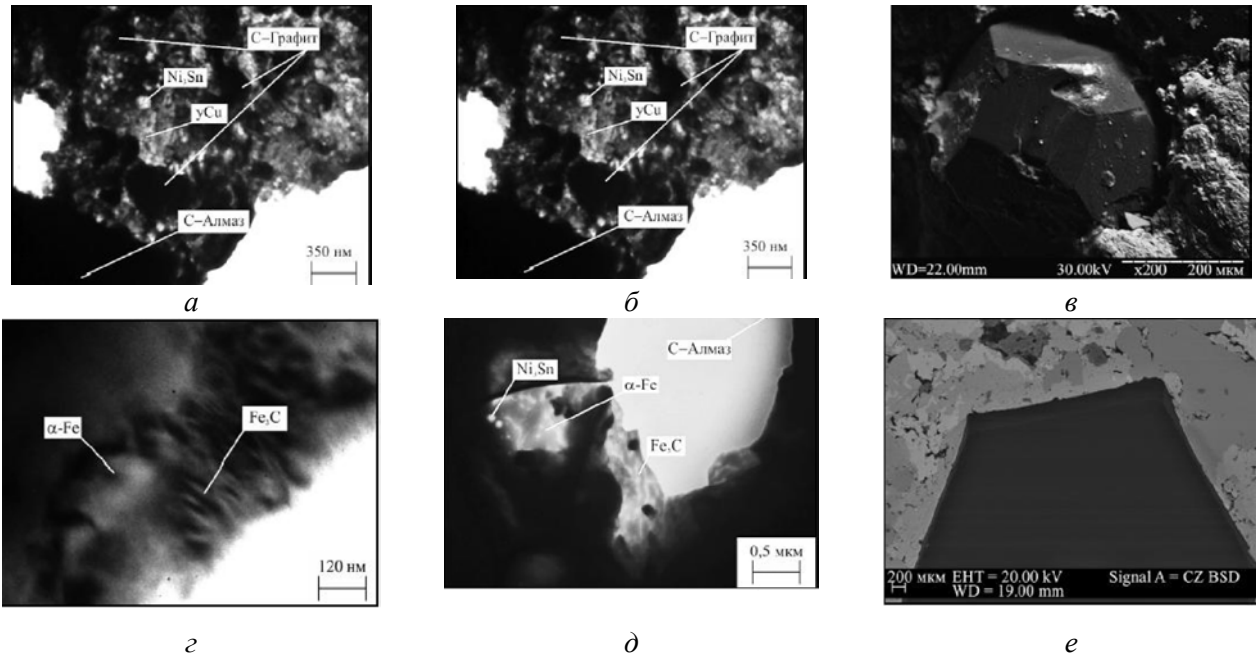 С–Графит
Ni3Sn
γCu
С–Алмаз
350 нм
а
С–Графит
Ni3Sn
γCu
С–Алмаз
350 нм
б
WD=22.00mm 30.00kV x200 200 мкм
в
α-Fe
Fe3C
120 нм
г
С–Алмаз
Ni3Sn
α-Fe
Fe3C
0,5 мкм
д
200 мкм EHT = 20.00 kV Signal A = CZ BSD
WD = 19.00 mm
е